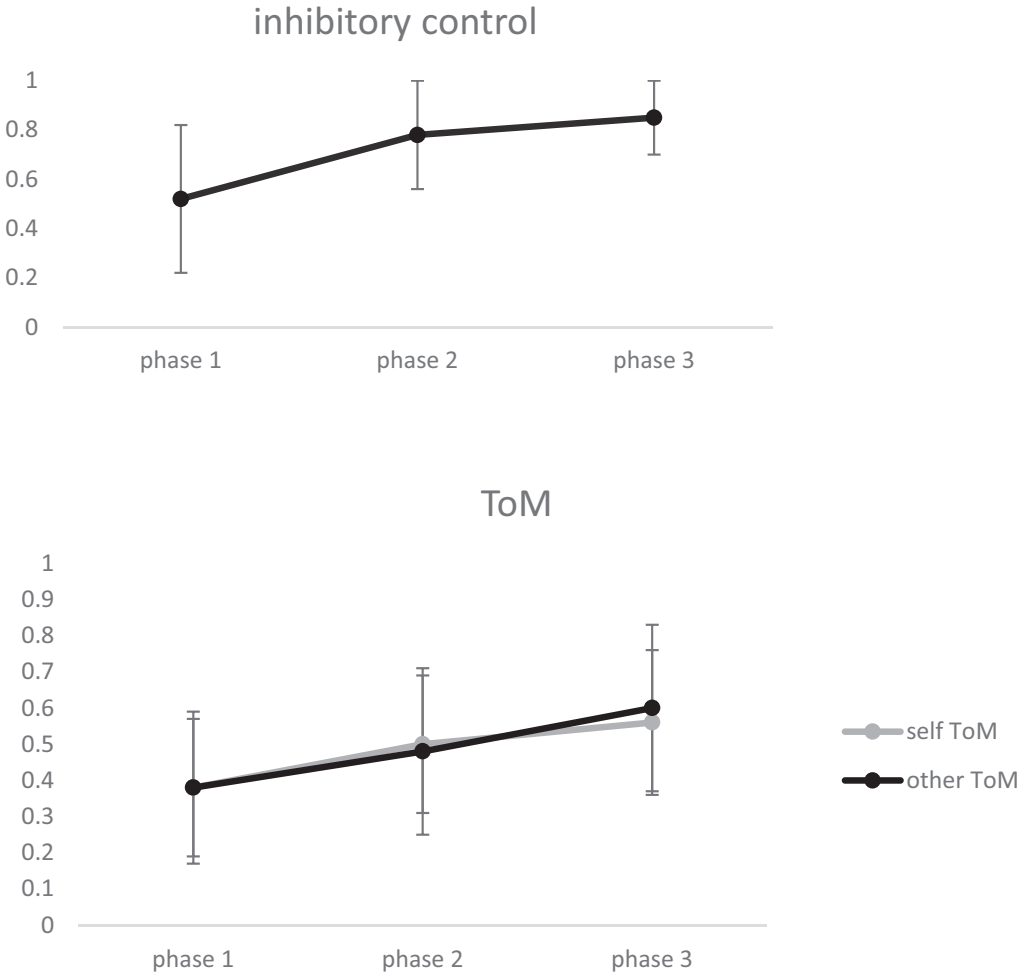 inhibitory control
1
0.8
0.6
0.4
0.2
0
phase 1 phase 2 phase 3
ToM
1
0.9
0.8
0.7
0.6
0.5
0.4
0.3
0.2
0.1
0
phase 1 phase 2 phase 3
self ToM
other ToM